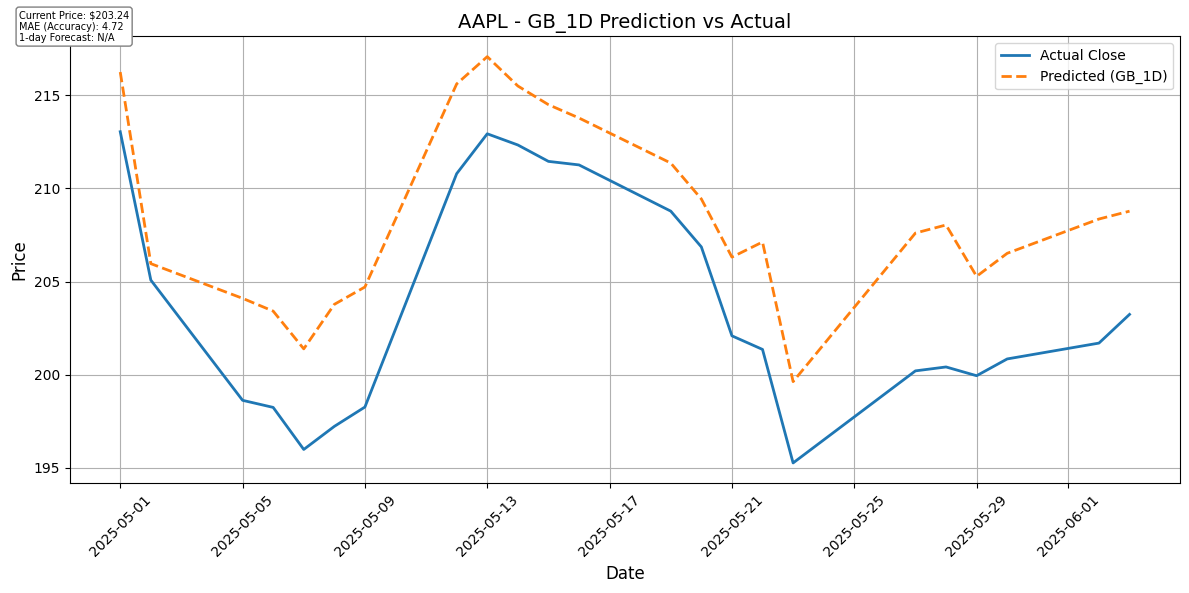 AAPL - GB_1D Prediction vs Actual
Current Price: $203.24
MAE (Accuracy): 4.72
1-day Forecast: N/A
Actual Close
Predicted (GB_1D)
Price
215
210
205
200
195
2025-05-01
2025-05-05
2025-05-09
2025-05-13
2025-05-17
2025-05-21
2025-05-25
2025-05-29
2025-06-01
Date